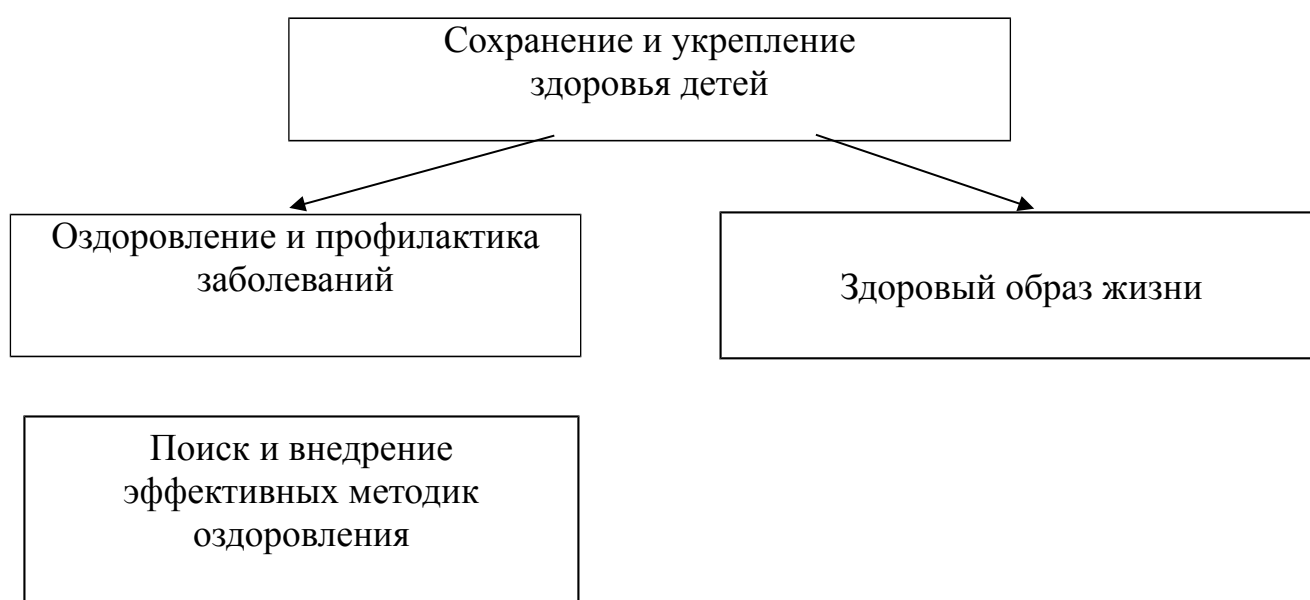 Сохранение и укрепление
здоровья детей
Оздоровление и профилактика
заболеваний
Здоровый образ жизни
Поиск и внедрение
эффективных методик
оздоровления